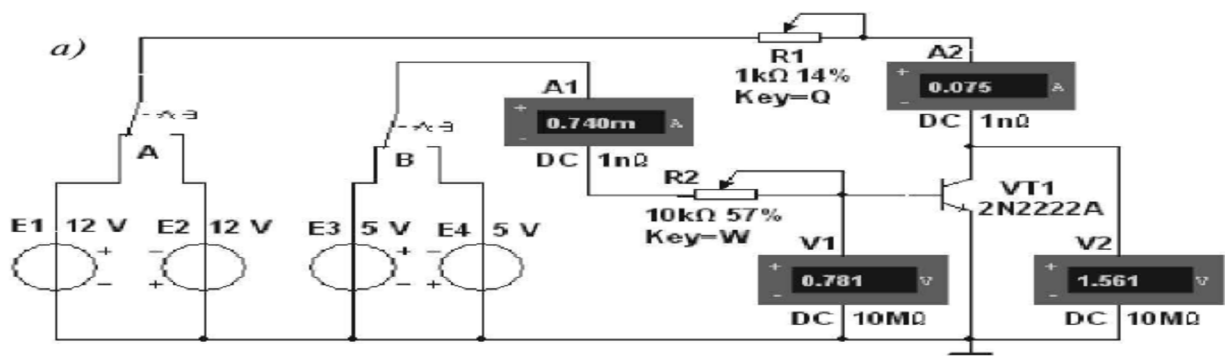 a)
R1
1kΩ 14%
Key=Q
A2
0.075 A
DC 1nΩ
A1
0.740m A
DC 1nΩ
A
B
R2
10kΩ 57%
Key=W
VT1
2N2222A
E1 12 V
E2 12 V
E3 5 V
E4 5 V
V1
0.781 V
DC 10MΩ
V2
1.561 V
DC 10MΩ